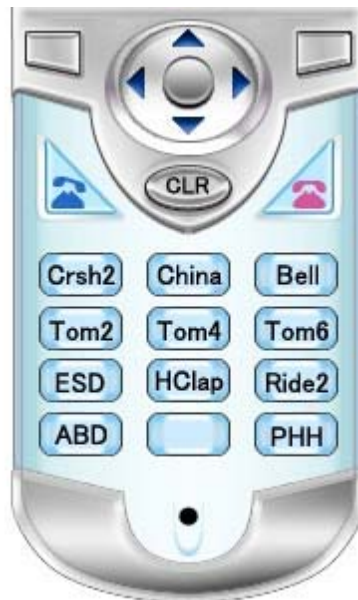 CLR
Crsh2 China Bell
Tom2 Tom4 Tom6
ESD HClap Ride2
ABD PHH